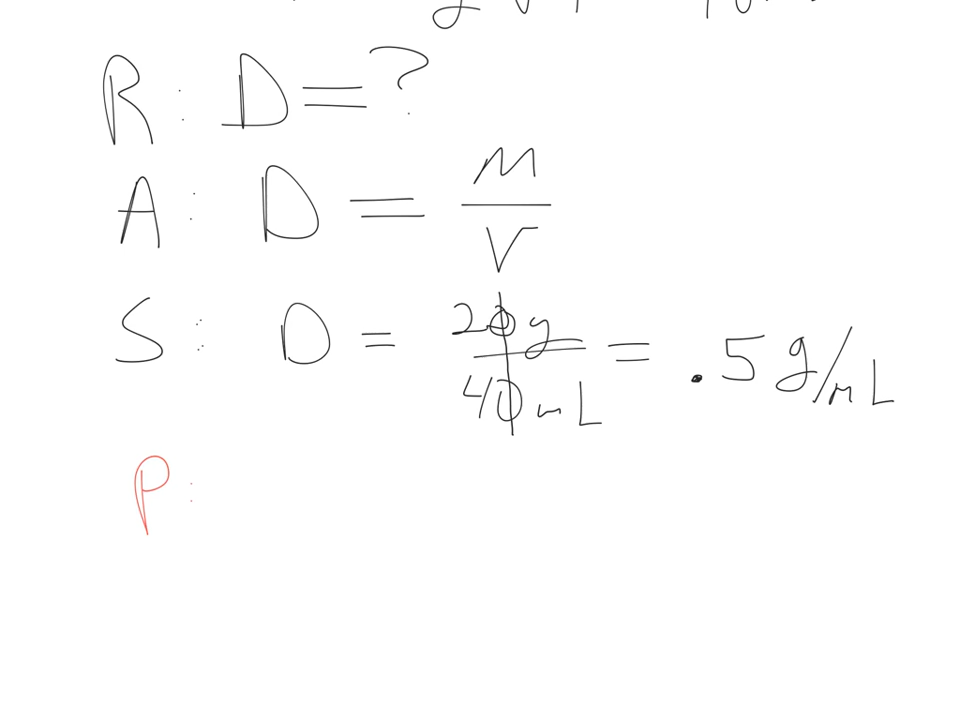 R: D = ?
A: D = M/V
S: D = 20g/40mL = .5 g/mL
P: